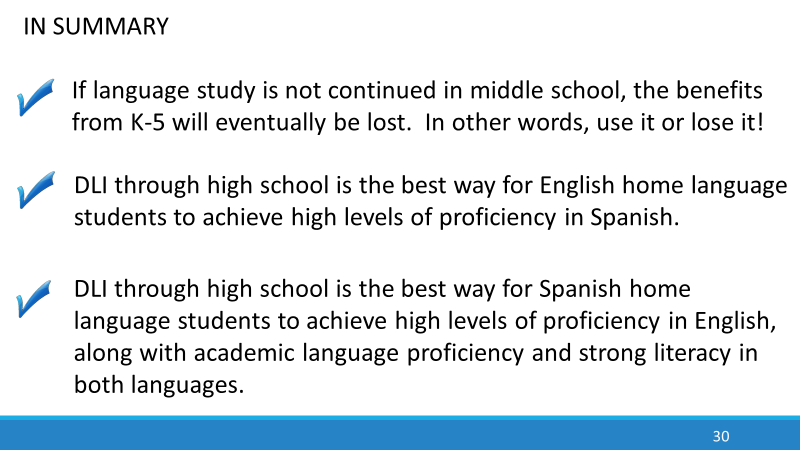 IN SUMMARY
If language study is not continued in middle school, the benefits
from K-5 will eventually be lost.  In other words, use it or lose it!
DLI through high school is the best way for English home language
students to achieve high levels of proficiency in Spanish.
DLI through high school is the best way for Spanish home
language students to achieve high levels of proficiency in English,
along with academic language proficiency and strong literacy in
both languages.
30